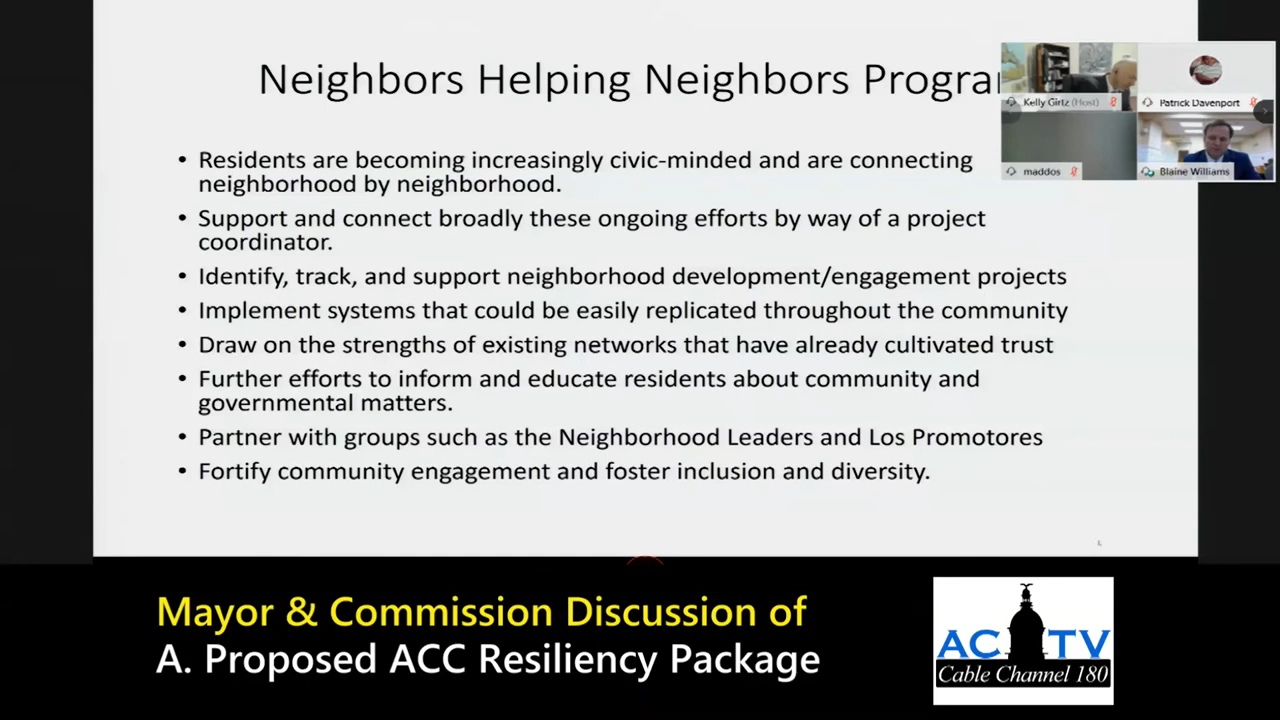 Neighbors Helping Neighbors Progra
• Residents are becoming increasingly civic-minded and are connecting
neighborhood by neighborhood.
• Support and connect broadly these ongoing efforts by way of a project
coordinator.
• Identify, track, and support neighborhood development/engagement projects
• Implement systems that could be easily replicated throughout the community
• Draw on the strengths of existing networks that have already cultivated trust
• Further efforts to inform and educate residents about community and
governmental matters.
• Partner with groups such as the Neighborhood Leaders and Los Promotores
• Fortify community engagement and foster inclusion and diversity.
Kelly Girtz (Host)
Patrick Davenport
maddos
Blaine Williams
Mayor & Commission Discussion of
A. Proposed ACC Resiliency Package
ACTV
Cable Channel 180